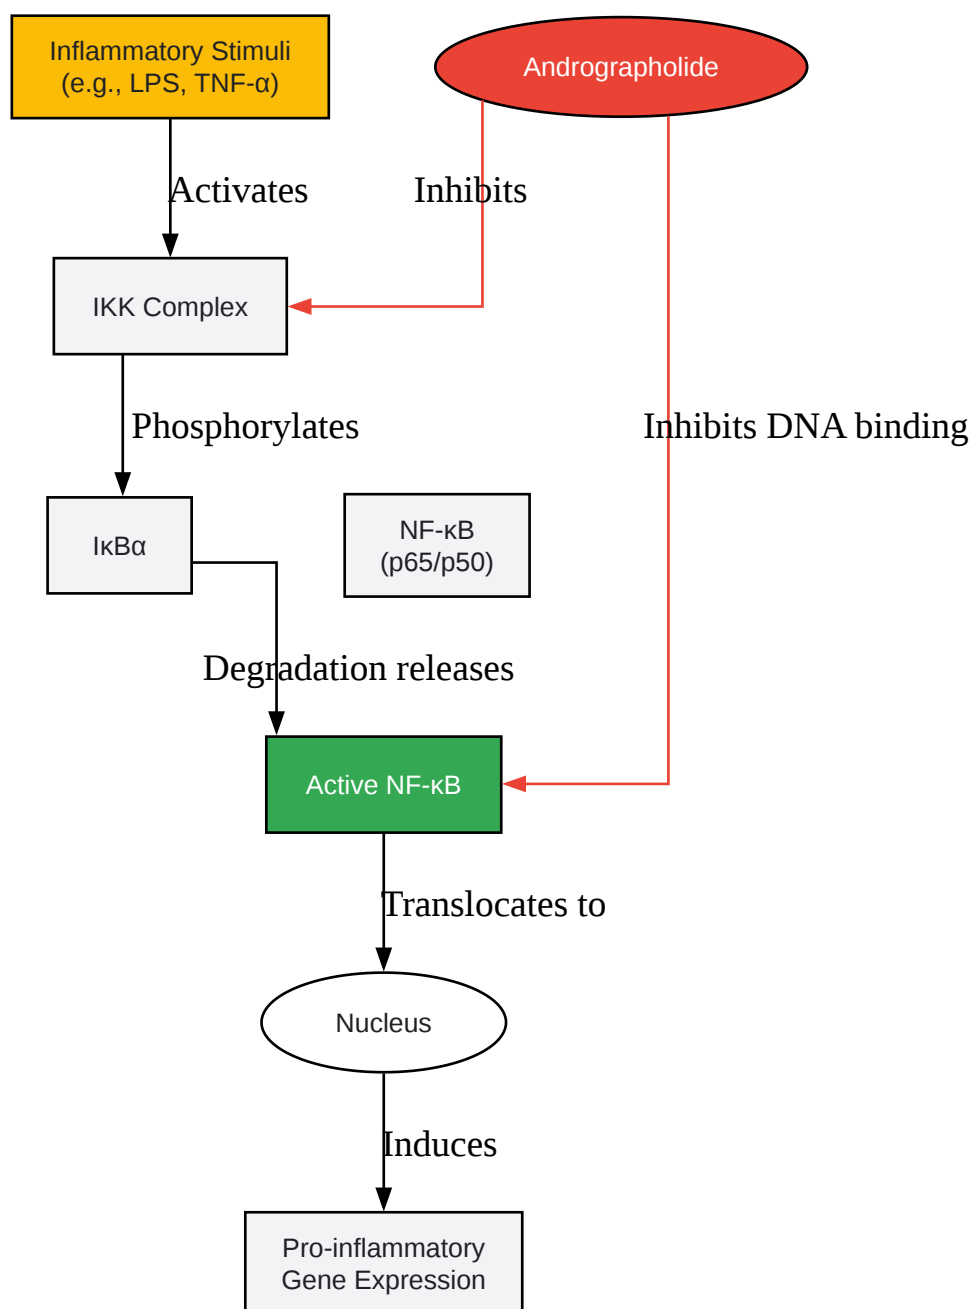 Inflammatory Stimuli
(e.g., LPS, TNF-α)
Andrographolide
Activates
Inhibits
IKK Complex
Phosphorylates
Inhibits DNA binding
IκBα
NF-κB
(p65/p50)
Degradation releases
Active NF-κB
Translocates to
Nucleus
Induces
Pro-inflammatory
Gene Expression